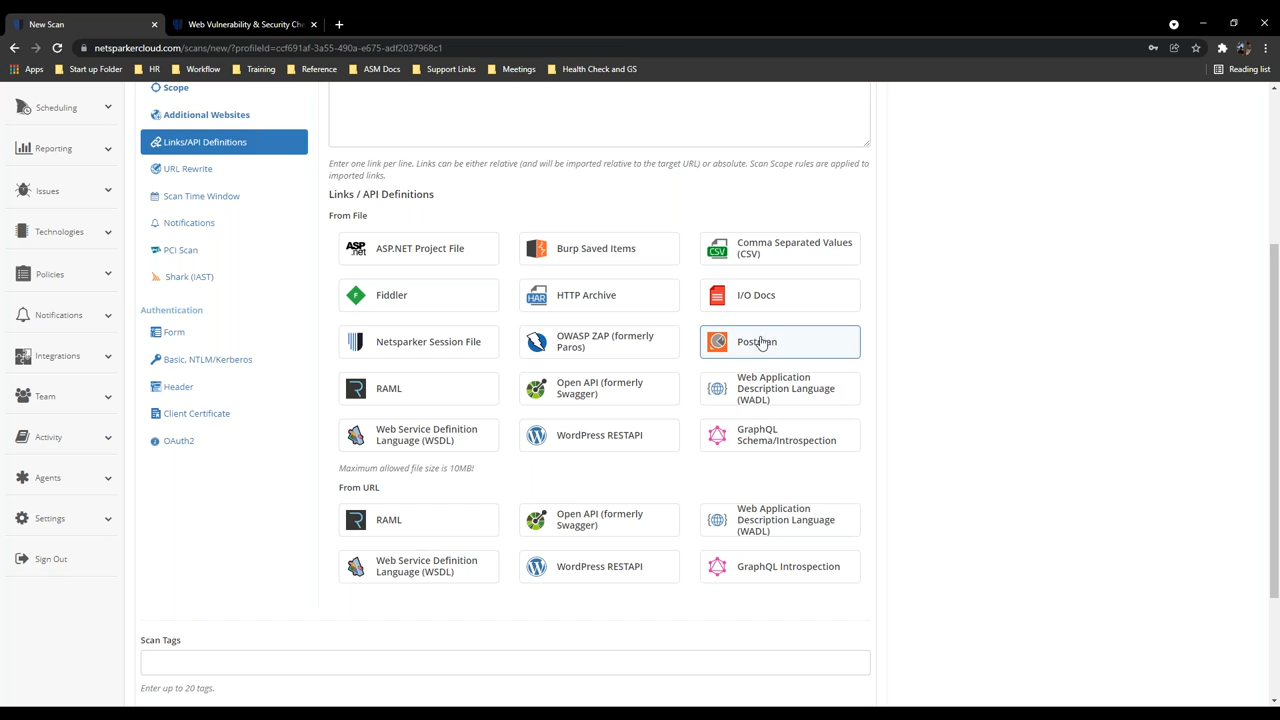 New Scan
Web Vulnerability & Security Che
netsparkercloud.com/scans/new/?profileId=ccf691af-3a55-490a-e675-adf2037968c1
Apps
Start up Folder
HR
Workflow
Training
Reference
ASM Docs
Support Links
Meetings
Health Check and GS
Reading list
Scheduling
Reporting
Issues
Technologies
Policies
Notifications
Integrations
Team
Activity
Agents
Settings
Sign Out
Scope
Additional Websites
Links/API Definitions
URL Rewrite
Scan Time Window
Notifications
PCI Scan
Shark (IAST)
Authentication
Form
Basic, NTLM/Kerberos
Header
Client Certificate
OAuth2
Enter one link per line. Links can be either relative (and will be imported relative to the target URL) or absolute. Scan Scope rules are applied to
imported links.
Links / API Definitions
From File
ASP.NET Project File
Burp Saved Items
Comma Separated Values
(CSV)
Fiddler
HTTP Archive
I/O Docs
Netsparker Session File
OWASP ZAP (formerly
Paros)
Postman
RAML
Open API (formerly
Swagger)
Web Application
Description Language
(WADL)
Web Service Definition
Language (WSDL)
WordPress RESTAPI
GraphQL
Schema/Introspection
Maximum allowed file size is 10MB!
From URL
RAML
Open API (formerly
Swagger)
Web Application
Description Language
(WADL)
Web Service Definition
Language (WSDL)
WordPress RESTAPI
GraphQL Introspection
Scan Tags
Enter up to 20 tags.